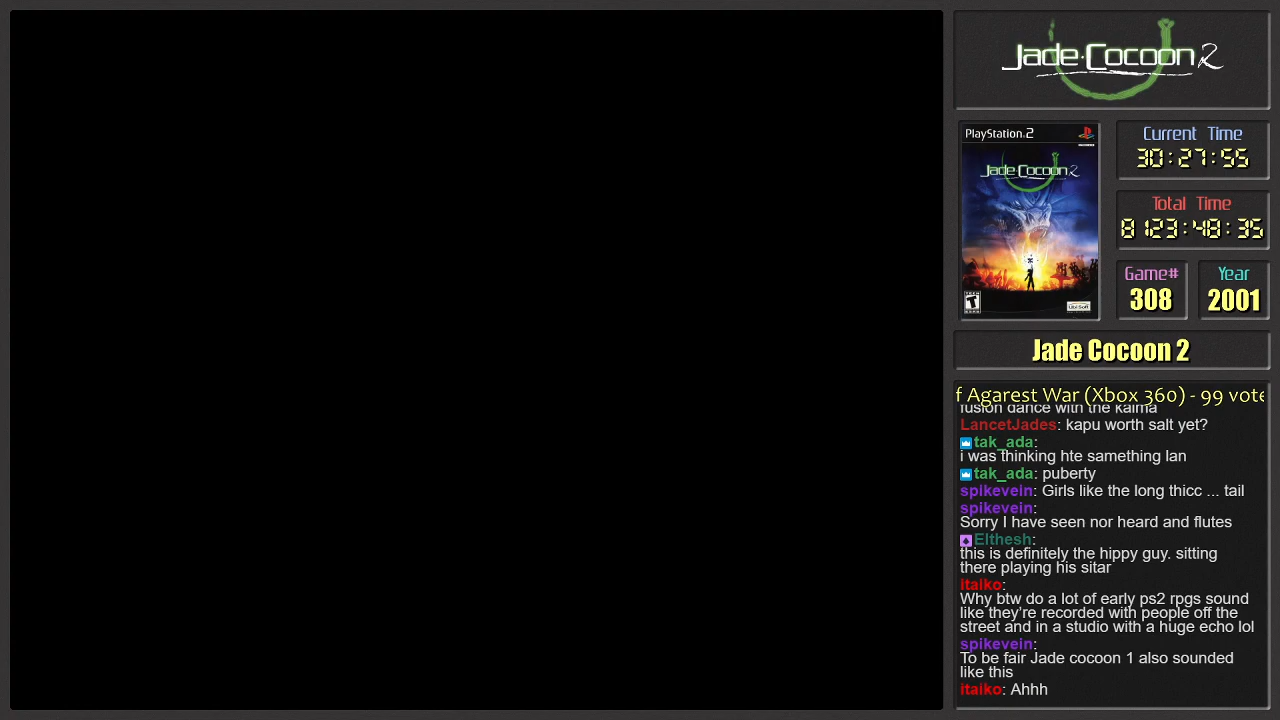 Jade Cocoon 2
PlayStation.2
Jade Cocoon 2
TEEN
Ubi Soft
Current Time
30:27:55
Total Time
8123:48:35
Game#
308
Year
2001
Jade Cocoon 2
f Agarest War (Xbox 360) - 99 vote
fusion dance with the kalma
LancetJades: kapu worth salt yet?
tak_ada:
i was thinking hte samething lan
tak_ada: puberty
spikevein: Girls like the long thicc ... tail
spikevein:
Sorry I have seen nor heard and flutes
Elthesh:
this is definitely the hippy guy. sitting
there playing his sitar
itaiko:
Why btw do a lot of early ps2 rpgs sound
like they're recorded with people off the
street and in a studio with a huge echo lol
spikevein:
To be fair Jade cocoon 1 also sounded
like this
itaiko: Ahhh